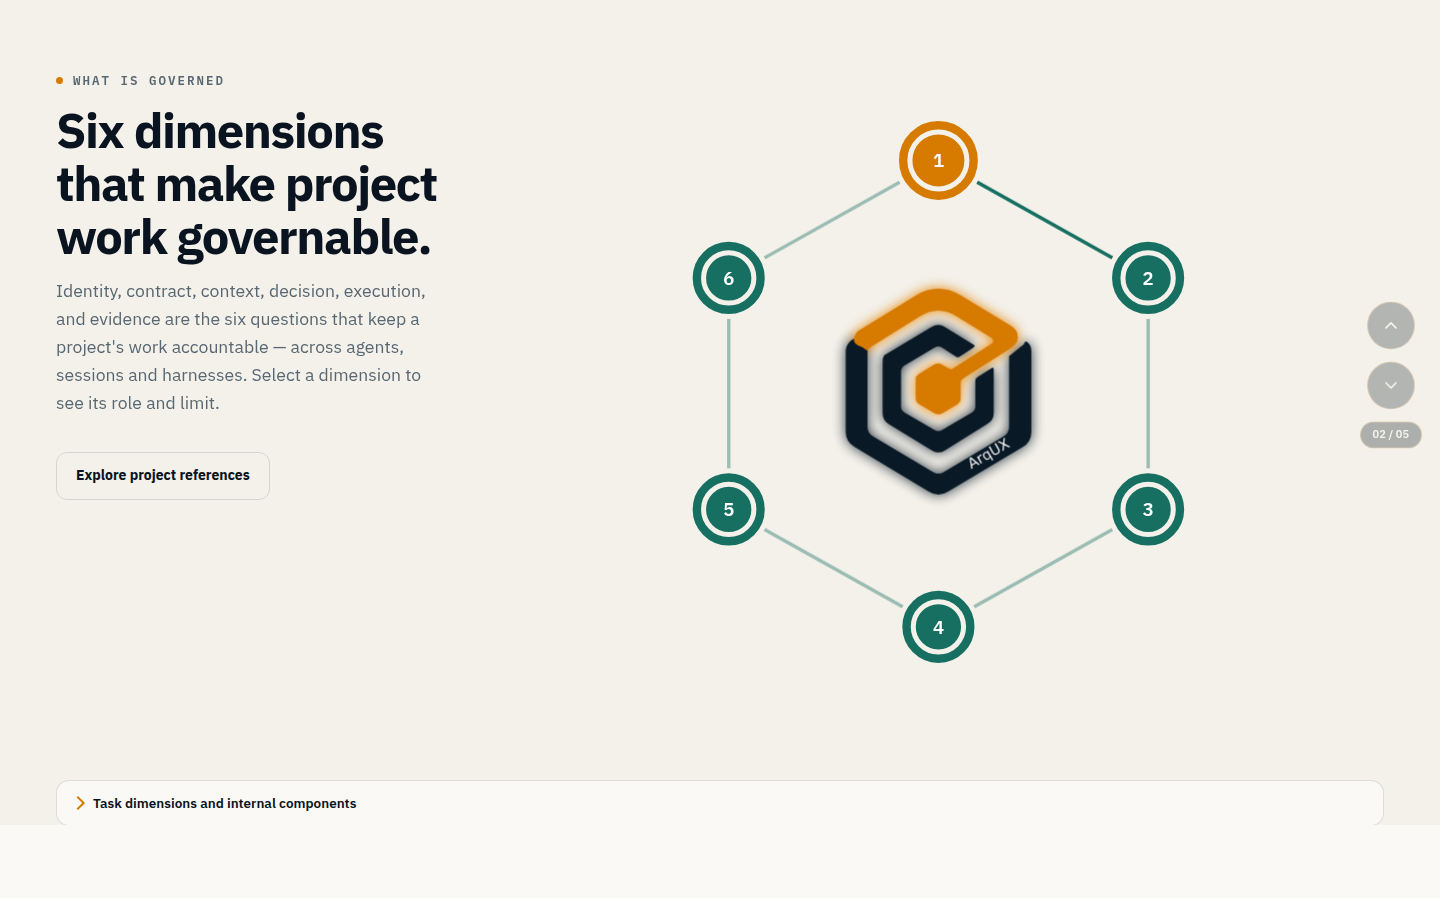 WHAT IS GOVERNED
Six dimensions
that make project
work governable.
Identity, contract, context, decision, execution,
and evidence are the six questions that keep a
project's work accountable — across agents,
sessions and harnesses. Select a dimension to
see its role and limit.
Explore project references
1
2
3
4
5
6
ArqUX
02 / 05
Task dimensions and internal components